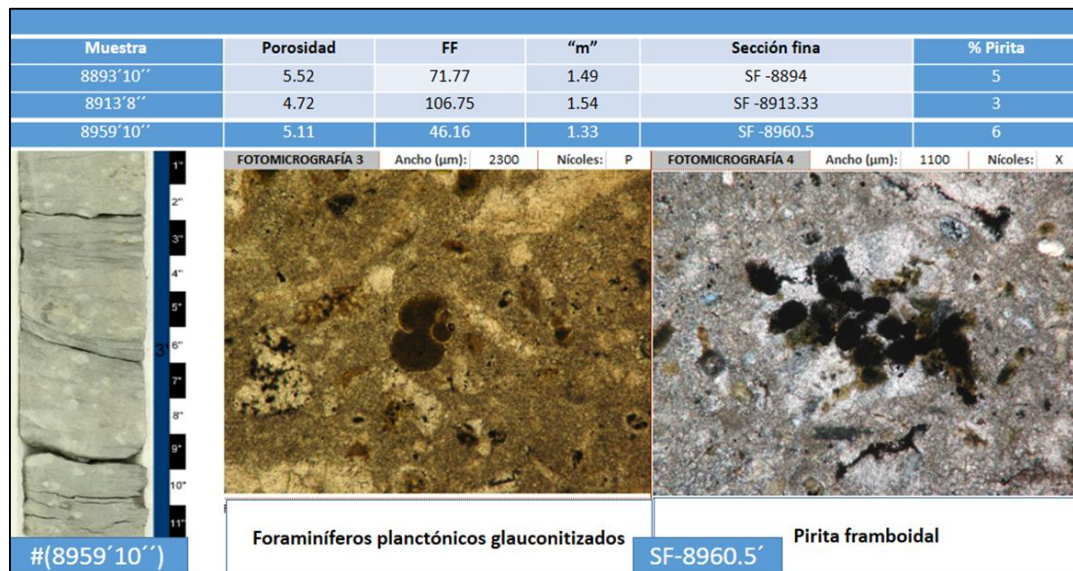 Muestra Porosidad FF “m” Sección fina % Pirita
8893´10´´ 5.52 71.77 1.49 SF -8894 5
8913´8´´ 4.72 106.75 1.54 SF -8913.33 3
8959´10´´ 5.11 46.16 1.33 SF -8960.5 6
FOTOMICROGRAFÍA 3 Ancho (µm): 2300 Nícoles: P
FOTOMICROGRAFÍA 4 Ancho (µm): 1100 Nícoles: X
1"
2"
3"
4"
5"
6"
3'
7"
8"
9"
10"
11"
#(8959´10´´)
Foraminíferos planctónicos glauconitizados
SF-8960.5´
Pirita framboidal